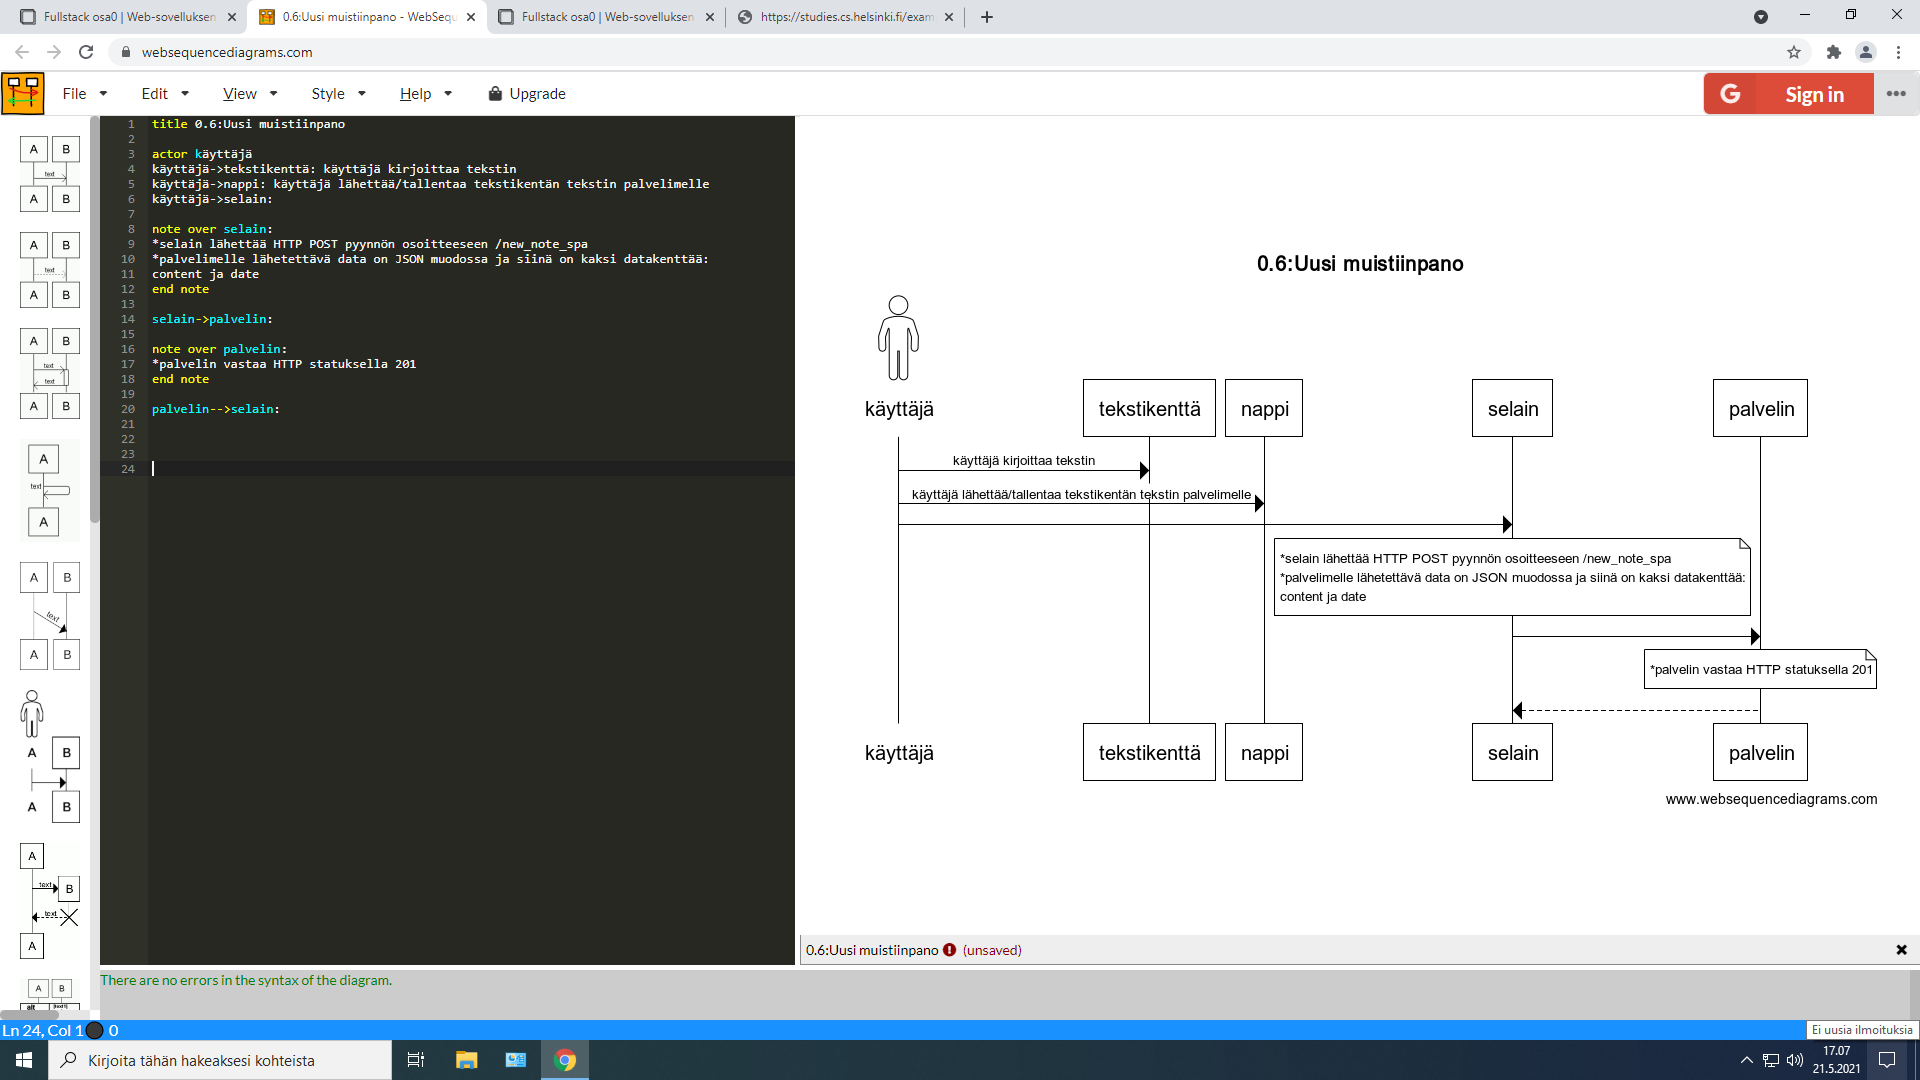 Fullstack osa0 | Web-sovelluksen
0.6:Uusi muistiinpano - WebSequ
Fullstack osa0 | Web-sovelluksen
https://studies.cs.helsinki.fi/exam
websequencediagrams.com
File
Edit
View
Style
Help
Upgrade
G
Sign in
A B
text
A B
A B
text
A B
A B
text
text
A B
A
text
A
A B
text
A B
A B
A B
A
text
B
text
A
A B
alt
1 title 0.6:Uusi muistiinpano
2
3 actor käyttäjä
4 käyttäjä->tekstikenttä: käyttäjä kirjoittaa tekstin
5 käyttäjä->nappi: käyttäjä lähettää/tallentaa tekstikentän tekstin palvelimelle
6 käyttäjä->selain:
7
8 note over selain:
9 *selain lähettää HTTP POST pyynnön osoitteeseen /new_note_spa
10 *palvelimelle lähetettävä data on JSON muodossa ja siinä on kaksi datakenttää:
11 content ja date
12 end note
13
14 selain->palvelin:
15
16 note over palvelin:
17 *palvelin vastaa HTTP statuksella 201
18 end note
19
20 palvelin-->selain:
21
22
23
24
0.6:Uusi muistiinpano
käyttäjä
tekstikenttä
nappi
selain
palvelin
käyttäjä kirjoittaa tekstin
käyttäjä lähettää/tallentaa tekstikentän tekstin palvelimelle
*selain lähettää HTTP POST pyynnön osoitteeseen /new_note_spa
*palvelimelle lähetettävä data on JSON muodossa ja siinä on kaksi datakenttää:
content ja date
*palvelin vastaa HTTP statuksella 201
käyttäjä
tekstikenttä
nappi
selain
palvelin
www.websequencediagrams.com
0.6:Uusi muistiinpano (unsaved)
There are no errors in the syntax of the diagram.
Ln 24, Col 1 0
Ei uusia ilmoituksia
Kirjoita tähän hakeaksesi kohteista
17.07
21.5.2021